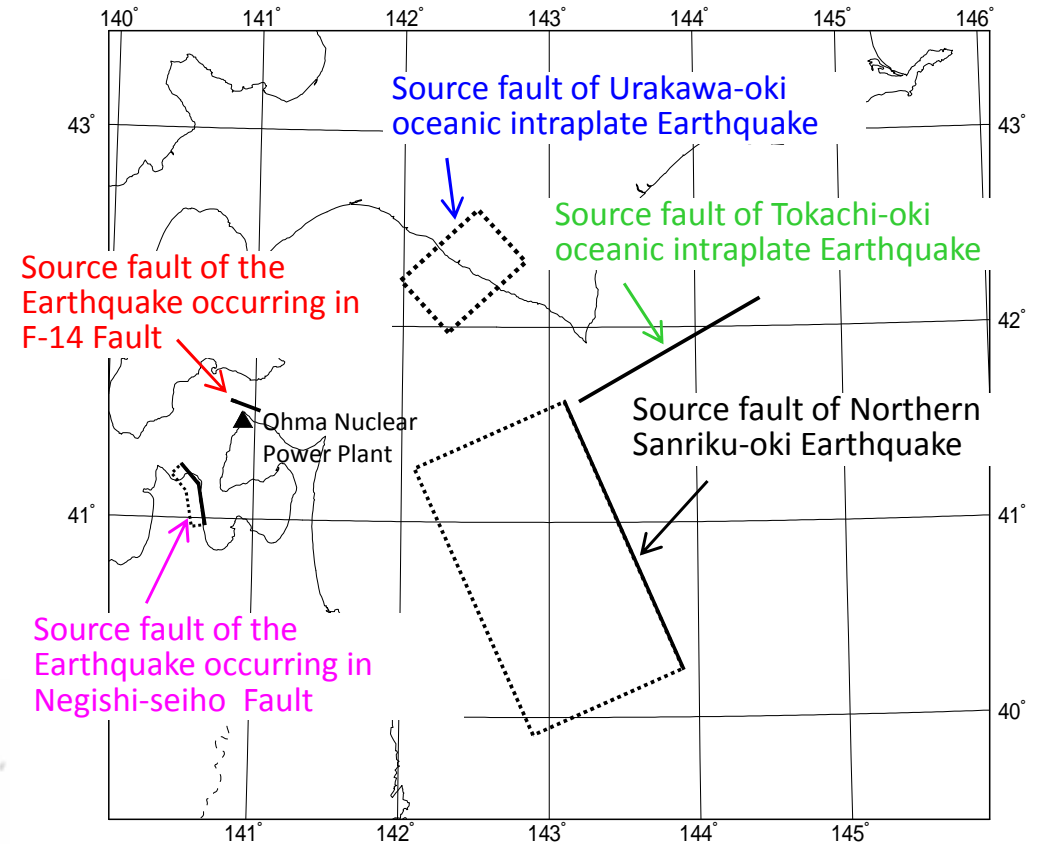 140° 141° 142° 143° 144° 145° 146°
Source fault of Urakawa-oki
oceanic intraplate Earthquake
43° 43°
Source fault of Tokachi-oki
oceanic intraplate Earthquake
Source fault of the
Earthquake occurring in
F-14 Fault
42°
Source fault of Northern
Sanriku-oki Earthquake
Ohma Nuclear
Power Plant
41° 41°
Source fault of the
Earthquake occurring in
Negishi-seiho Fault
40°
141° 142° 143° 144° 145°